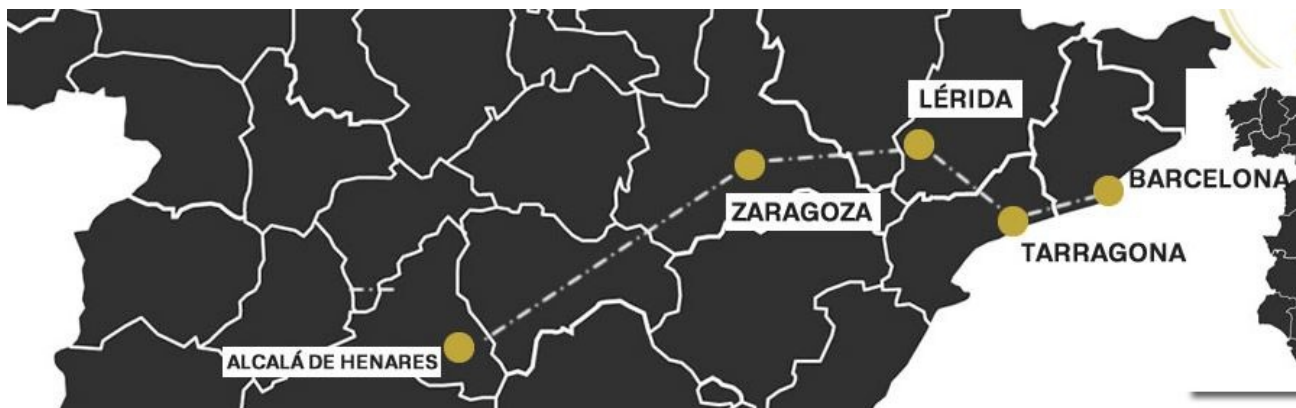 LÉRIDA
BARCELONA
ZARAGOZA
TARRAGONA
ALCALÁ DE HENARES